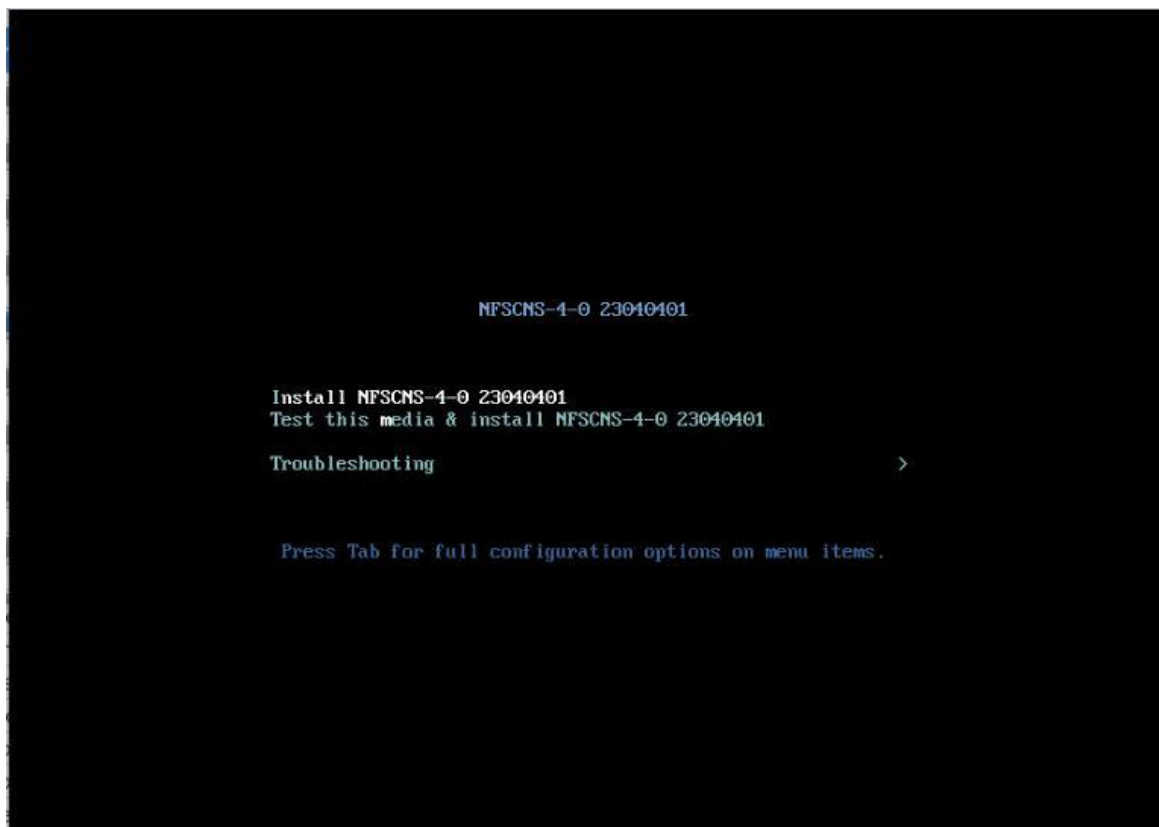 NFSCNS-4-0 23040401
Install NFSCNS-4-0 23040401
Test this media & install NFSCNS-4-0 23040401
Troubleshooting >
Press Tab for full configuration options on menu items.